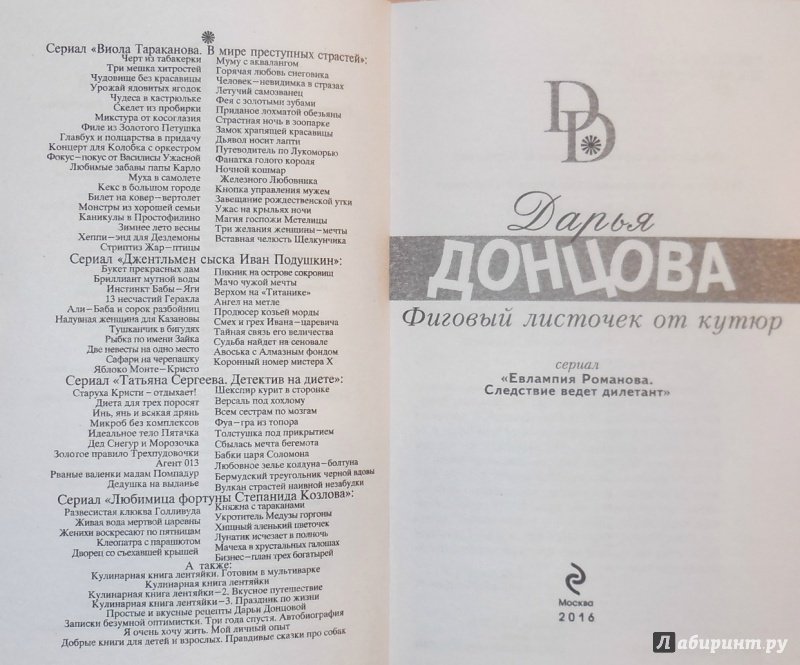 Сериал «Виола Тараканова. В мире преступных страстей»:
Черт из табакерки
Три мешка хитростей
Чудовище без красавицы
Урожай ядовитых ягодок
Чудеса в кастрюльке
Скелет из пробирки
Микстура от косоглазия
Филе из Золотого Петушка
Главбух и полцарства в придачу
Концерт для Колобка с оркестром
Фокус-покус от Василисы Ужасной
Любимые забавы папы Карло
Муха в самолете
Кекс в большом городе
Билет на ковер-вертолет
Монстры из хорошей семьи
Каникулы в Простофилино
Зимнее лето весны
Хеппи-энд для Дездемоны
Стриптиз Жар-птицы
Муму с аквалангом
Горячая любовь снеговика
Человек-невидимка в стразах
Летучий самозванец
Фея с золотыми зубами
Приданое лохматой обезьяны
Страстная ночь в зоопарке
Замок храпящей красавицы
Дьявол носит лапти
Путеводитель по Лукоморью
Фанатка голого короля
Ночной кошмар
Железного Любовника
Кнопка управления мужем
Завещание рождественской утки
Ужас на крыльях ночи
Магия госпожи Метелицы
Три желания женщины-мечты
Вставная челюсть Щелкунчика
Сериал «Джентльмен сыска Иван Подушкин»:
Букет прекрасных дам
Бриллиант мутной воды
Инстинкт Бабы-Яги
13 несчастий Геракла
Али-Баба и сорок разбойниц
Надувная женщина для Казановы
Тушканчик в бигудях
Рыбка по имени Зайка
Две невесты на одно место
Сафари на черепашку
Яблоко Монте-Кристо
Пикник на острове сокровищ
Мачо чужой мечты
Верхом на «Титанике»
Ангел на метле
Продюсер козьей морды
Смех и грех Ивана-царевича
Тайная связь его величества
Судьба найдет на сеновале
Авоська с Алмазным фондом
Коронный номер мистера Х
Сериал «Татьяна Сергеева. Детектив на диете»:
Старуха Кристи – отдыхает!
Диета для трех поросят
Инь, янь и всякая дрянь
Микроб без комплексов
Идеальное тело Пятачка
Дед Снегур и Морозочка
Золотое правило Трехпудовочки
Агент 013
Рваные валенки мадам Помпадур
Дедушка на выданье
Шекспир курит в сторонке
Версаль под хохлому
Всем сестрам по мозгам
Фуа-гра из топора
Толстушка под прикрытием
Сбылась мечта бегемота
Бабки царя Соломона
Любовное зелье колдуна-болтуна
Бермудский треугольник черной вдовы
Вулкан страстей наивной незабудки
Сериал «Любимица фортуны Степанида Козлова»:
Развесистая клюква Голливуда
Живая вода мертвой царевны
Женихи воскресают по пятницам
Клеопатра с парашютом
Дворец со съехавшей крышей
Княжна с тараканами
Укротитель Медузы горгоны
Хищный аленький цветочек
Лунатик исчезает в полночь
Мачеха в хрустальных галошах
Бизнес-план трех богатырей
А также:
Кулинарная книга лентяйки. Готовим в мультиварке
Кулинарная книга лентяйки
Кулинарная книга лентяйки-2. Вкусное путешествие
Кулинарная книга лентяйки-3. Праздник по жизни
Простые и вкусные рецепты Дарьи Донцовой
Записки безумной оптимистки. Три года спустя. Автобиография
Я очень хочу жить. Мой личный опыт
Добрые книги для детей и взрослых. Правдивые сказки про собак
DD
Дарья
ДОНЦОВА
Фиговый листочек от кутюр
сериал
«Евлампия Романова.
Следствие ведет дилетант»
Москва
2016
Лабиринт.ру